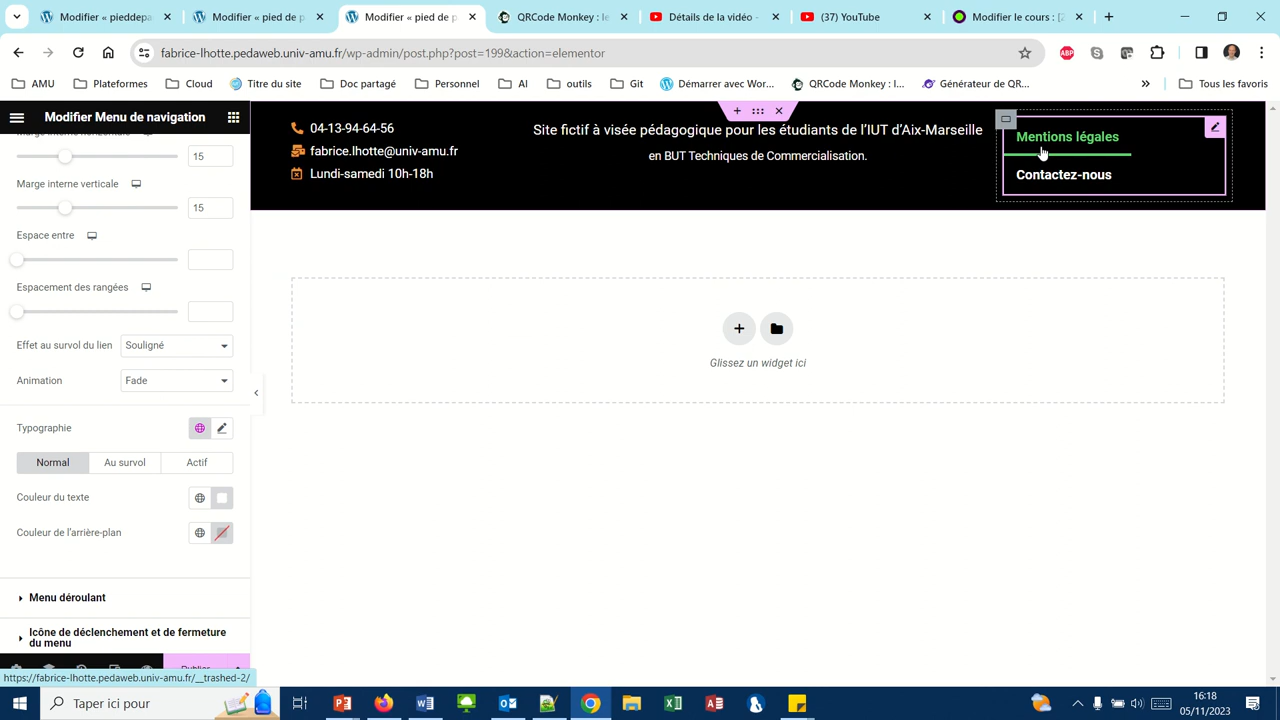 Modifier « pieddepa
Modifier « pied de p
Modifier « pied de p
QRCode Monkey : le
Détails de la vidéo -
(37) YouTube
Modifier le cours : [2
fabrice-lhotte.pedaweb.univ-amu.fr/wp-admin/post.php?post=199&action=elementor
AMU
Plateformes
Cloud
Titre du site
Doc partagé
Personnel
AI
outils
Git
Démarrer avec Wor...
QRCode Monkey : l...
Générateur de QR...
Tous les favoris
Modifier Menu de navigation
15
Marge interne verticale
15
Espace entre
Espacement des rangées
Effet au survol du lien
Souligné
Animation
Fade
Typographie
Normal
Au survol
Actif
Couleur du texte
Couleur de l'arrière-plan
Menu déroulant
Icône de déclenchement et de fermeture
du menu
Publier
https://fabrice-lhotte.pedaweb.univ-amu.fr/__trashed-2/
04-13-94-64-56
fabrice.lhotte@univ-amu.fr
Lundi-samedi 10h-18h
Site fictif à visée pédagogique pour les étudiants de l'IUT d'Aix-Marseille
en BUT Techniques de Commercialisation.
Mentions légales
Contactez-nous
Glissez un widget ici
Taper ici pour
16:18
05/11/2023